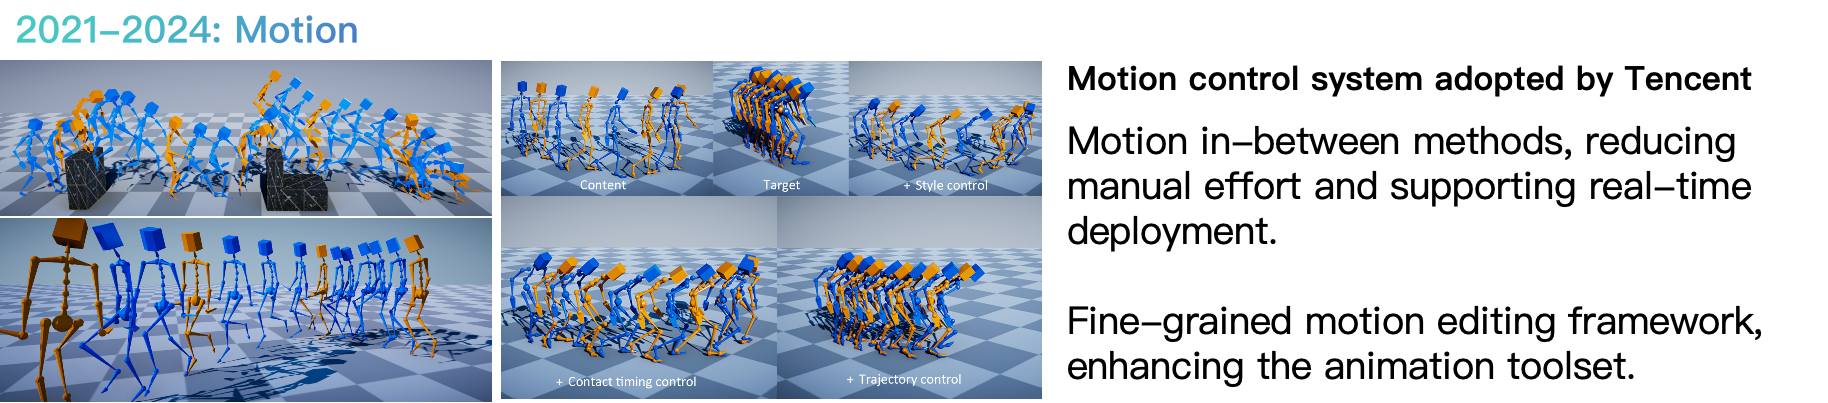 2021–2024: Motion
Content
Target
+ Style control
+ Contact timing control
+ Trajectory control
Motion control system adopted by Tencent
Motion in–between methods, reducing
manual effort and supporting real–time
deployment.
Fine–grained motion editing framework,
enhancing the animation toolset.